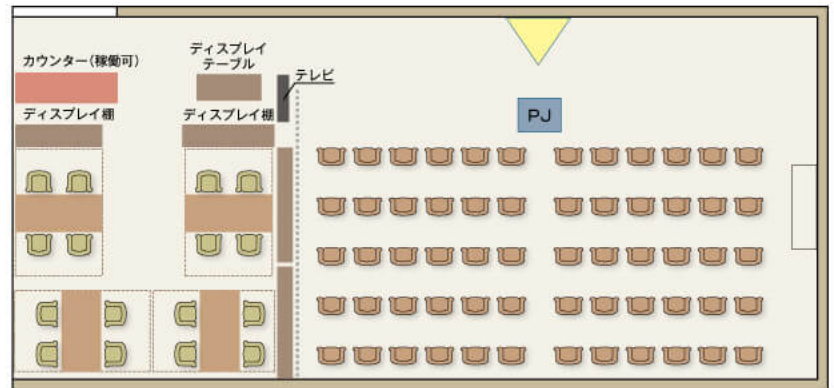 カウンター(稼働可)
ディスプレイ
テーブル
テレビ
ディスプレイ棚
ディスプレイ棚
PJ